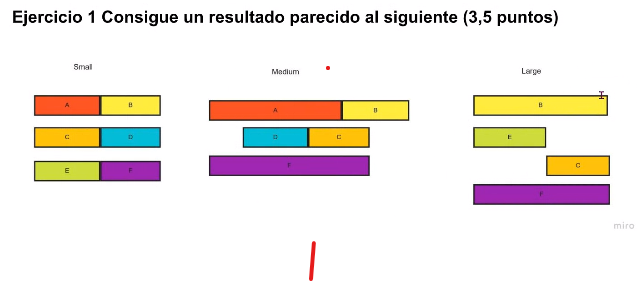 Ejercicio 1 Consigue un resultado parecido al siguiente (3,5 puntos)
Small
Medium
Large
A B
C D
E F
A B
D C
F
B
E
C
F
miro